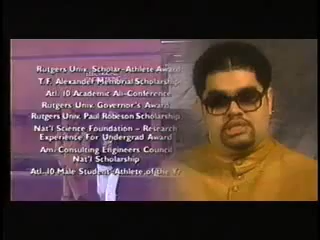 Rutgers Univ. Scholar-Athlete Award
T.F. Alexander Memorial Scholarship
Atl. 10 Academic All-Conference
Rutgers Univ. Governor's Award
Rutgers Univ. Paul Robeson Scholarship
Nat'l Science Foundation - Research
Experience For Undergrad Award
Am. Consulting Engineers Council
Nat'l Scholarship
Atl. 10 Male Student-Athlete of the Yr.